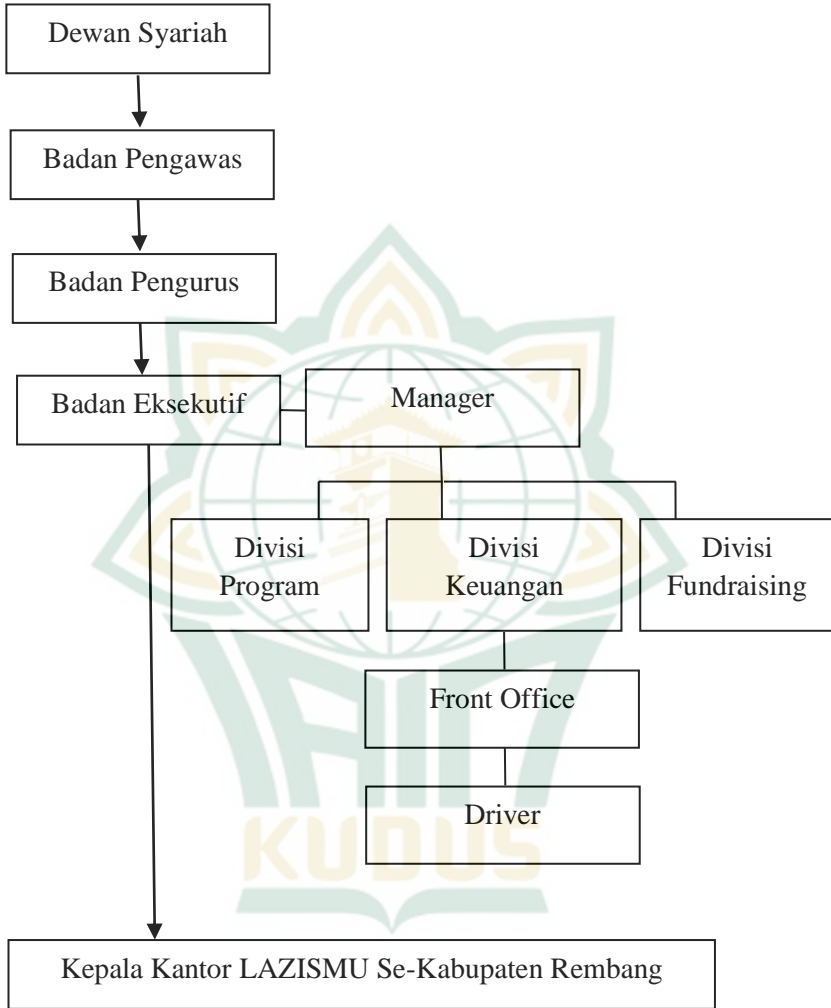 Dewan Syariah
Badan Pengawas
Badan Pengurus
Badan Eksekutif
Manager
Divisi
Program
Divisi
Keuangan
Divisi
Fundraising
Front Office
Driver
IAIN
KUDUS
Kepala Kantor LAZISMU Se-Kabupaten Rembang